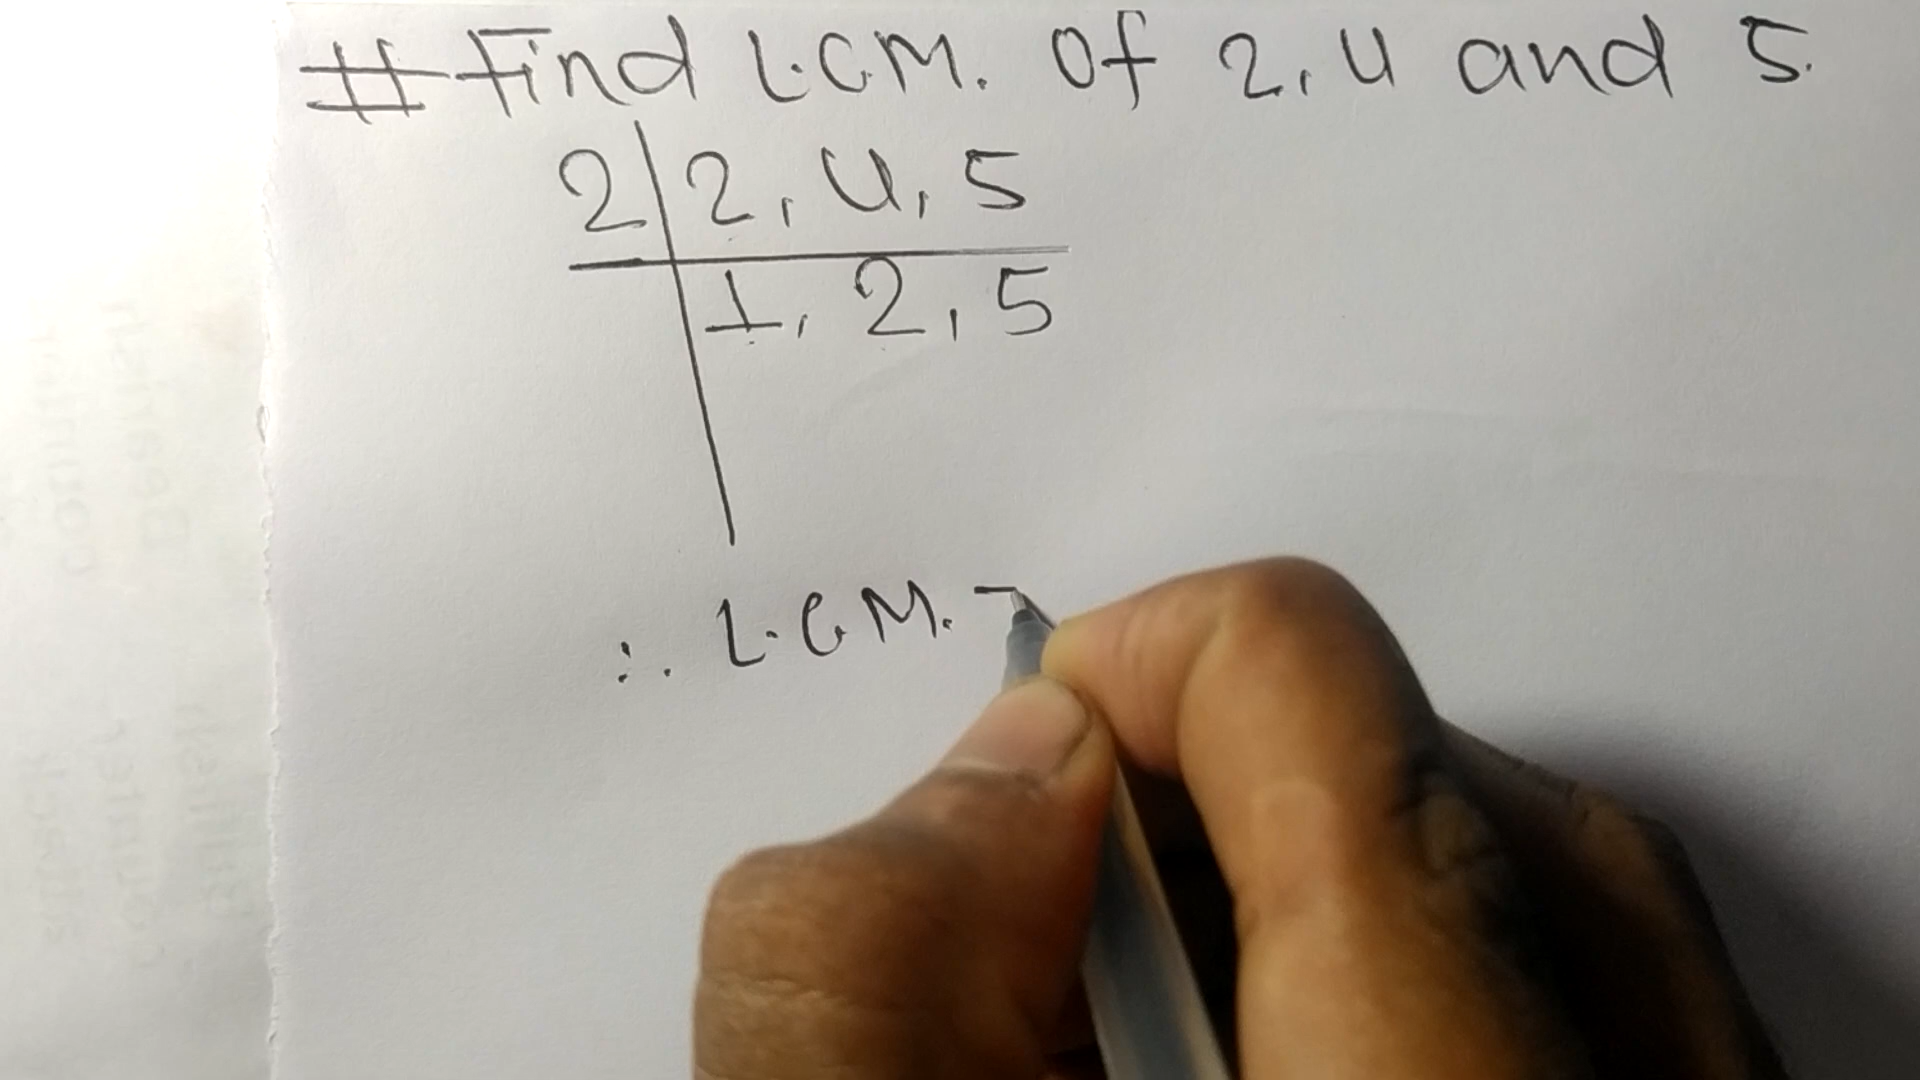 # Find L.C.M. Of 2, 4 and 5.
2 | 2, 4, 5
1, 2, 5
∴ L.C.M. =